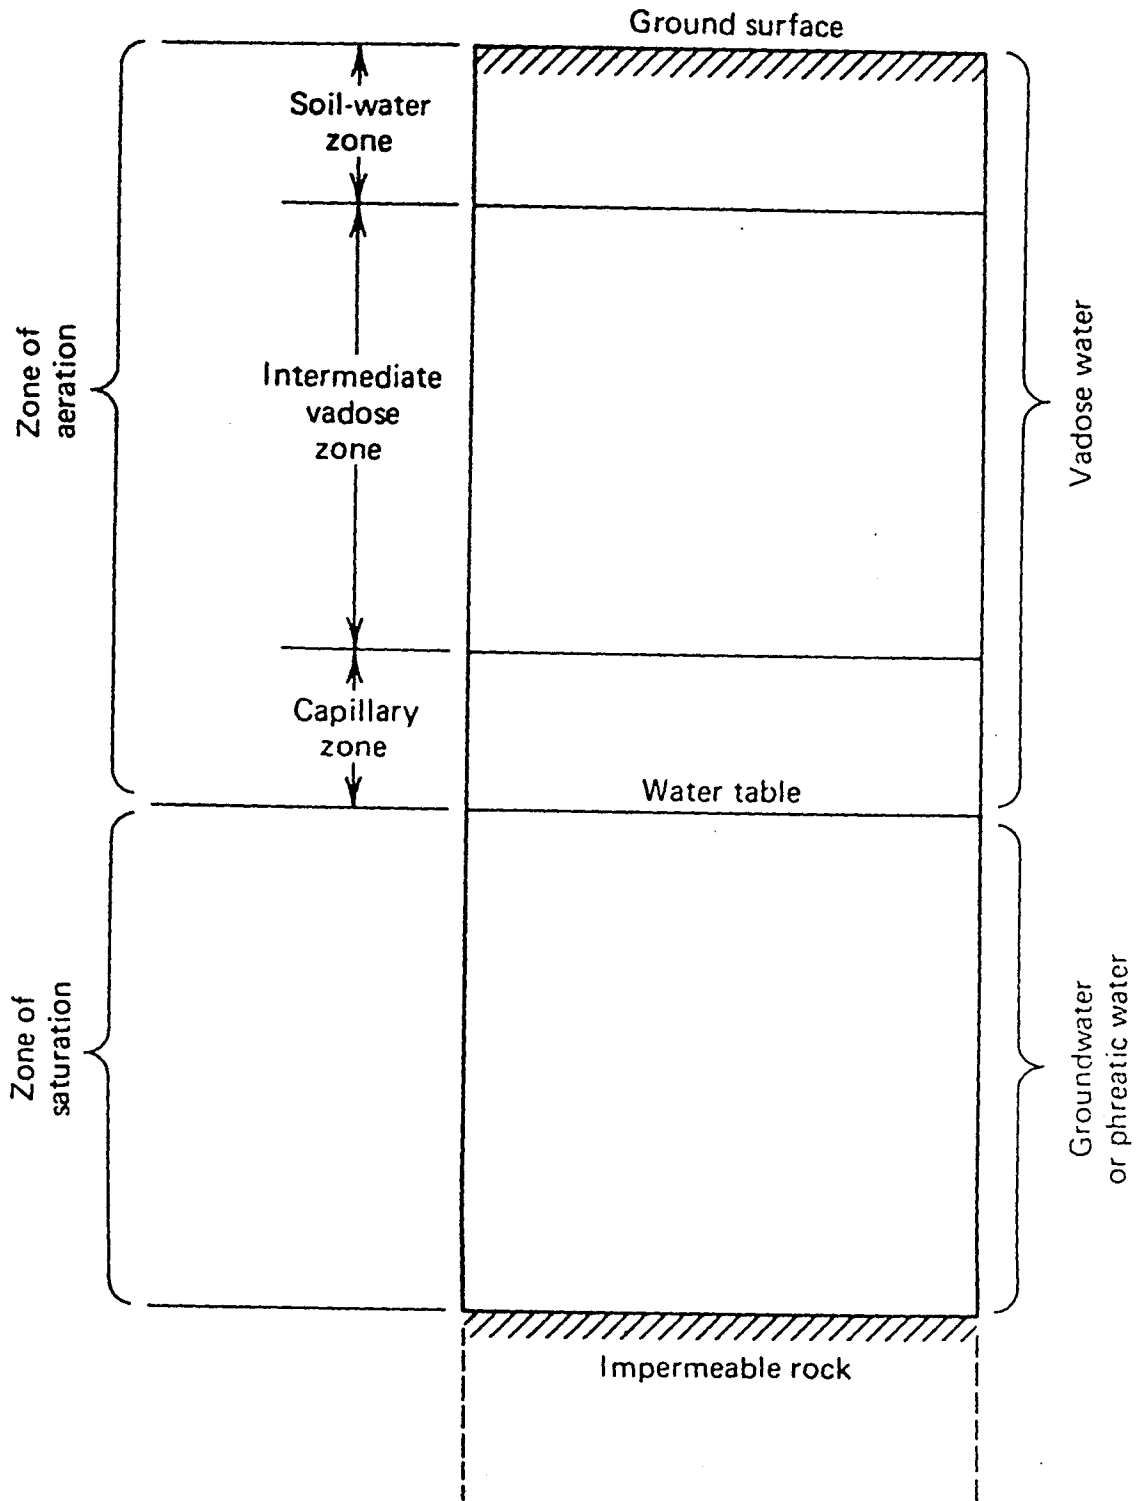 Ground surface
Soil-water
zone
Zone of
aeration
Intermediate
vadose
zone
Vadose water
Capillary
zone
Water table
Zone of
saturation
Groundwater
or phreatic water
Impermeable rock